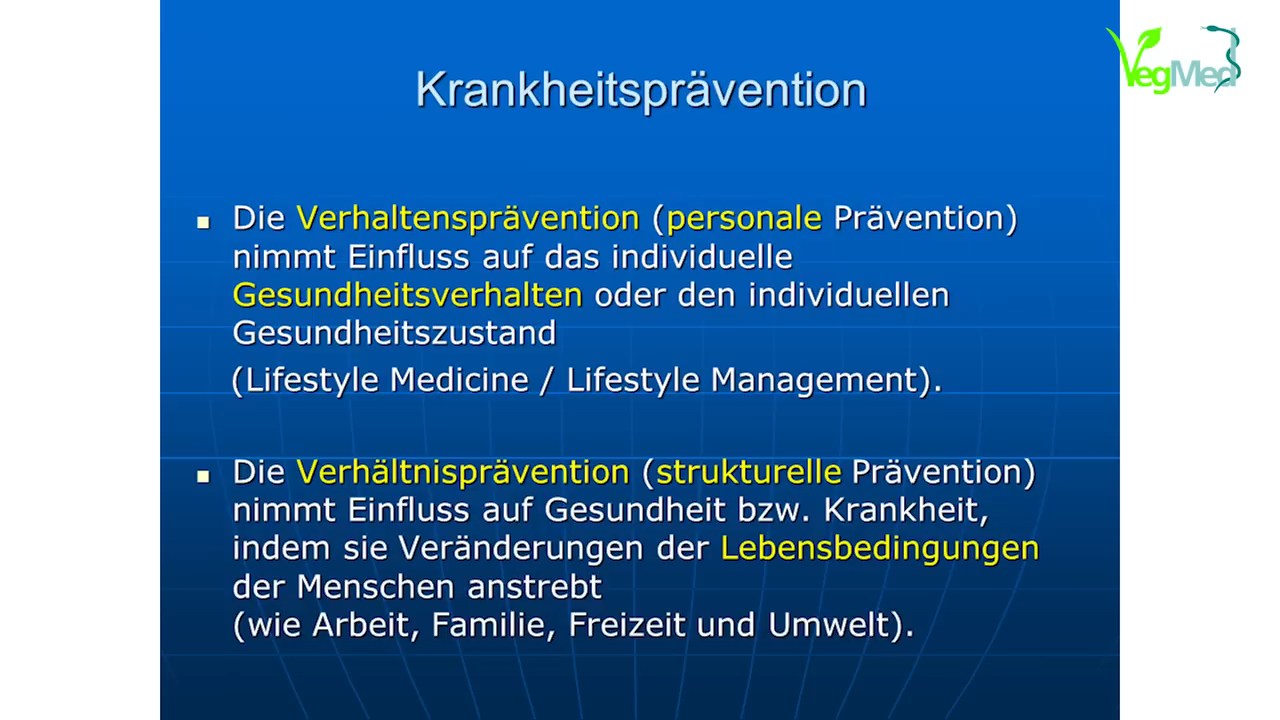 VegMed
Krankheitsprävention
Die Verhaltensprävention (personale Prävention)
nimmt Einfluss auf das individuelle
Gesundheitsverhalten oder den individuellen
Gesundheitszustand
(Lifestyle Medicine / Lifestyle Management).
Die Verhältnisprävention (strukturelle Prävention)
nimmt Einfluss auf Gesundheit bzw. Krankheit,
indem sie Veränderungen der Lebensbedingungen
der Menschen anstrebt
(wie Arbeit, Familie, Freizeit und Umwelt).